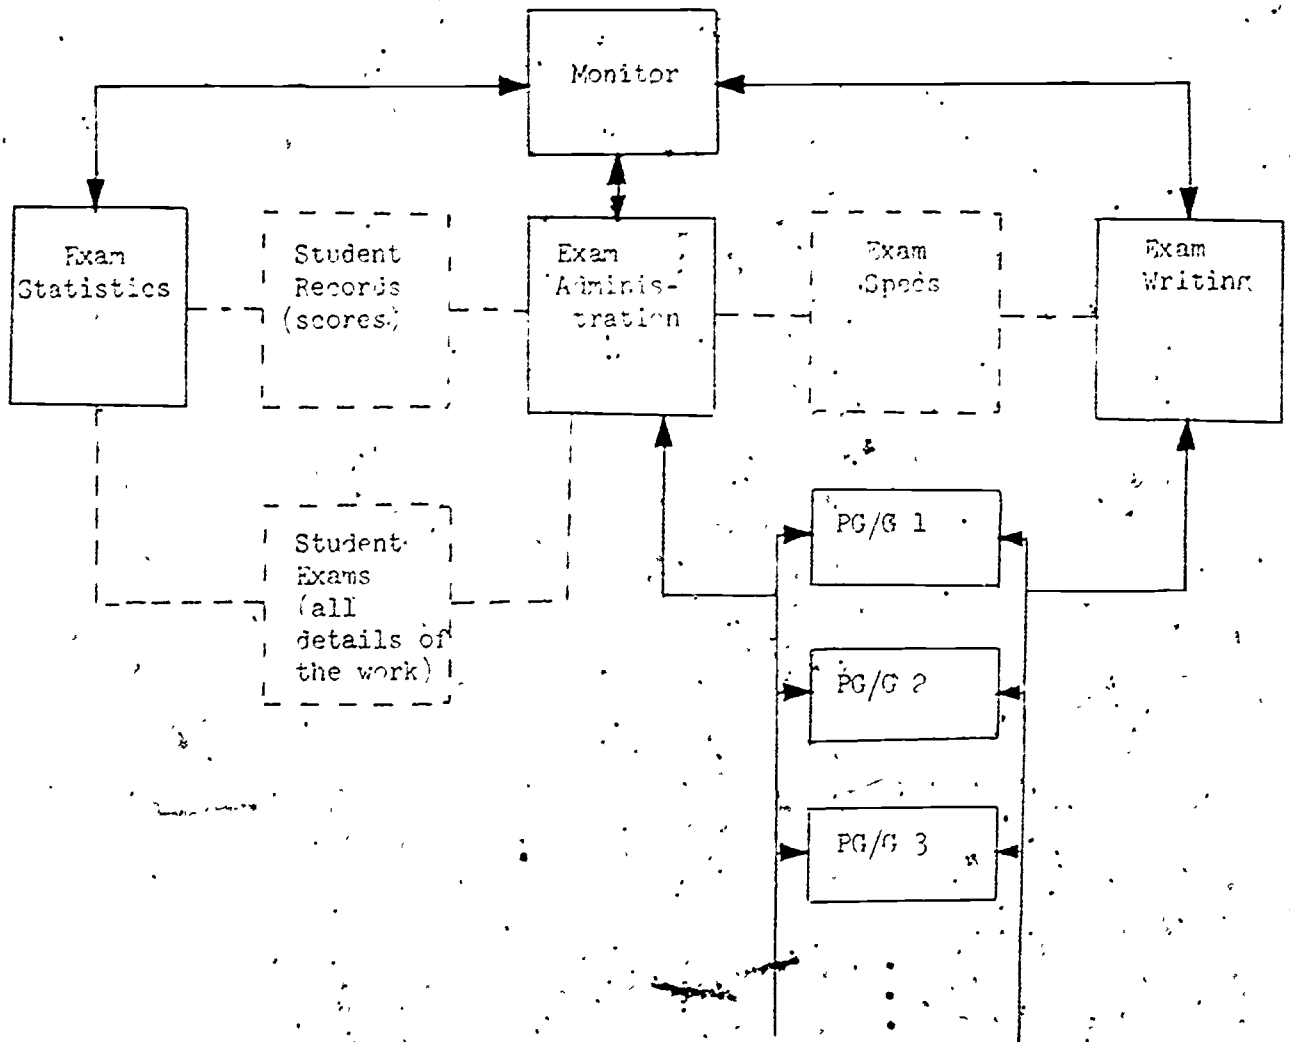 Monitor
Exam
Statistics
Student
Records
(scores)
Exam
Adminis-
tration
Exam
Specs
Exam
Writing
Student
Exams
(all
details of
the work)
PG/G 1
PG/G 2
PG/G 3